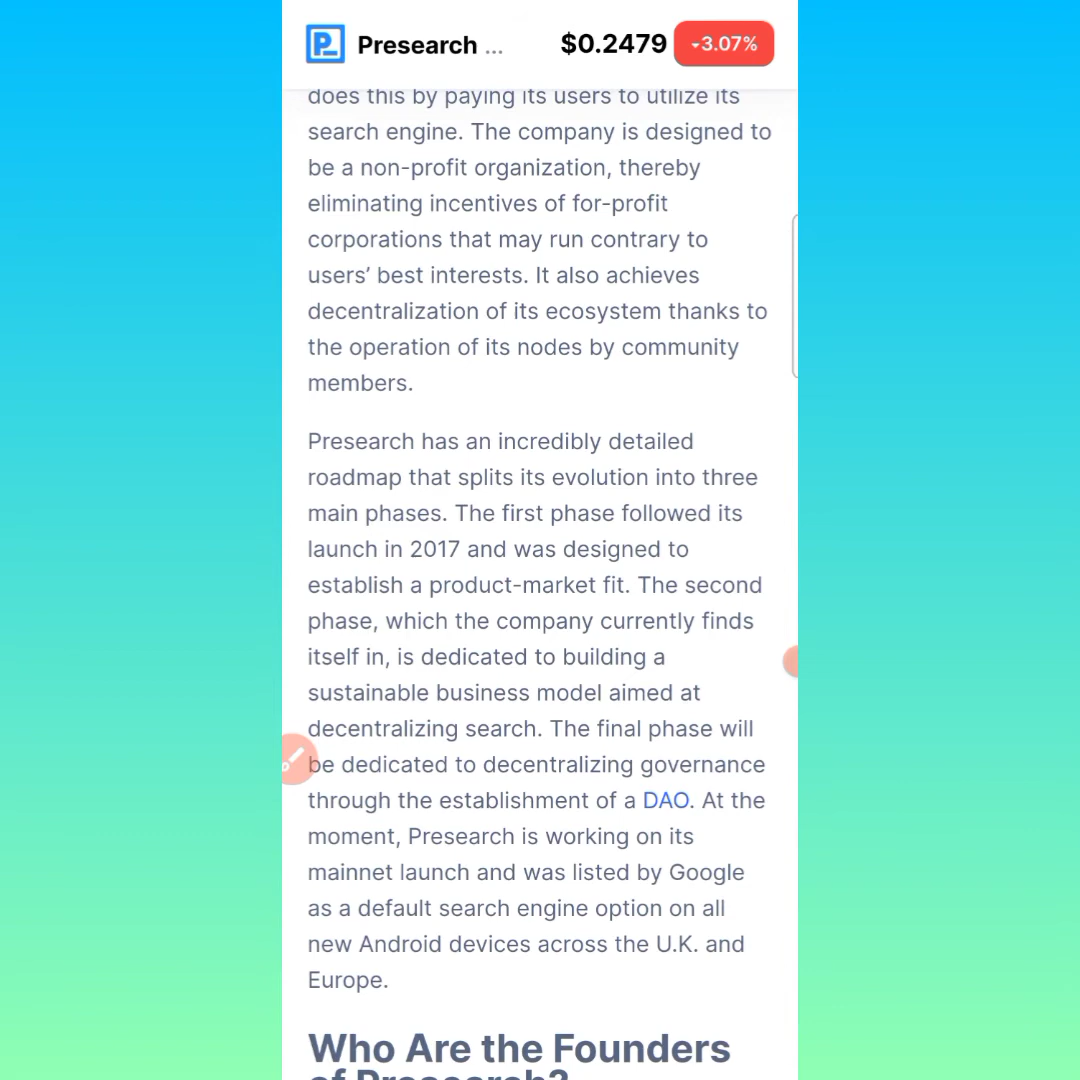 Presearch ... $0.2479 -3.07%
does this by paying its users to utilize its
search engine. The company is designed to
be a non-profit organization, thereby
eliminating incentives of for-profit
corporations that may run contrary to
users’ best interests. It also achieves
decentralization of its ecosystem thanks to
the operation of its nodes by community
members.
Presearch has an incredibly detailed
roadmap that splits its evolution into three
main phases. The first phase followed its
launch in 2017 and was designed to
establish a product-market fit. The second
phase, which the company currently finds
itself in, is dedicated to building a
sustainable business model aimed at
decentralizing search. The final phase will
be dedicated to decentralizing governance
through the establishment of a DAO. At the
moment, Presearch is working on its
mainnet launch and was listed by Google
as a default search engine option on all
new Android devices across the U.K. and
Europe.
Who Are the Founders
of Presearch?